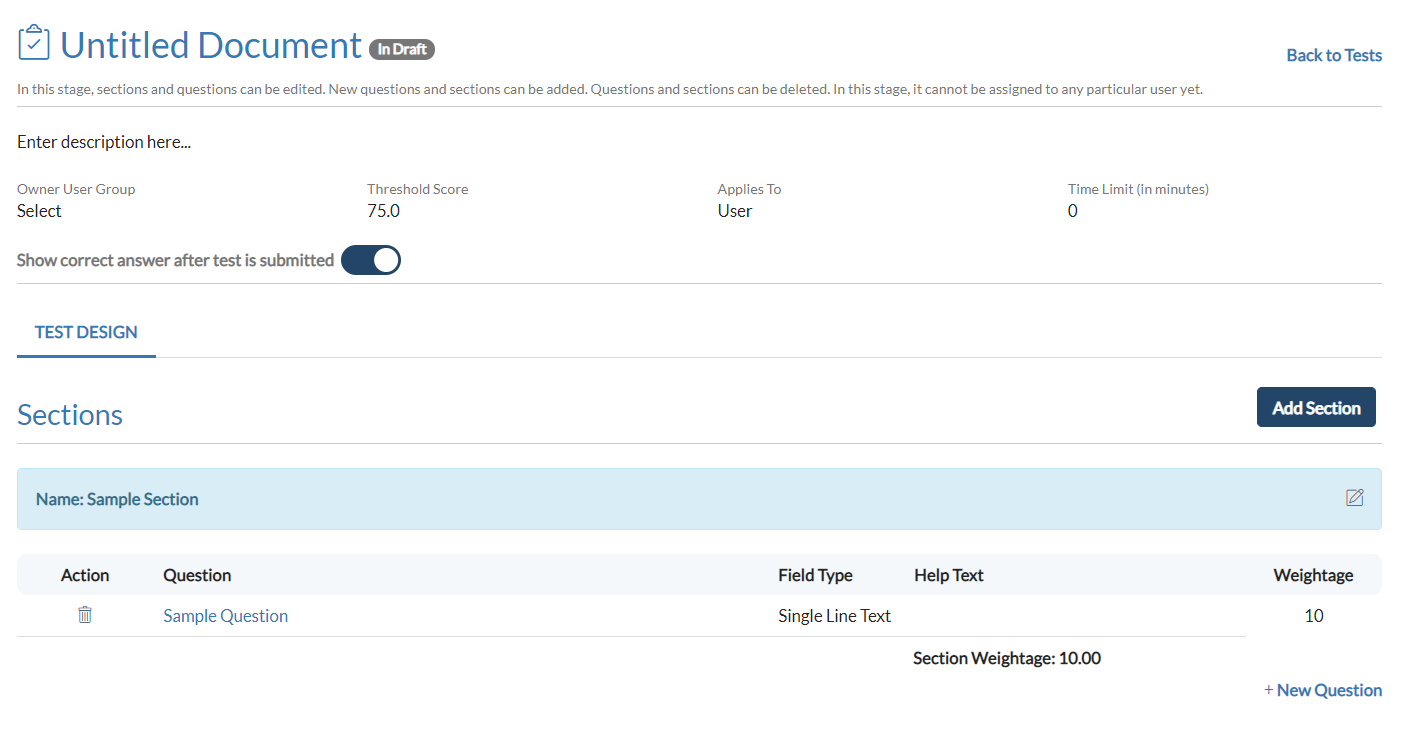 Untitled Document In Draft
Back to Tests
In this stage, sections and questions can be edited. New questions and sections can be added. Questions and sections can be deleted. In this stage, it cannot be assigned to any particular user yet.
Enter description here...
Owner User Group Threshold Score Applies To Time Limit (in minutes)
Select 75.0 User 0
Show correct answer after test is submitted
TEST DESIGN
Sections Add Section
Name: Sample Section
Action Question Field Type Help Text Weightage
Sample Question Single Line Text 10
Section Weightage: 10.00
+ New Question